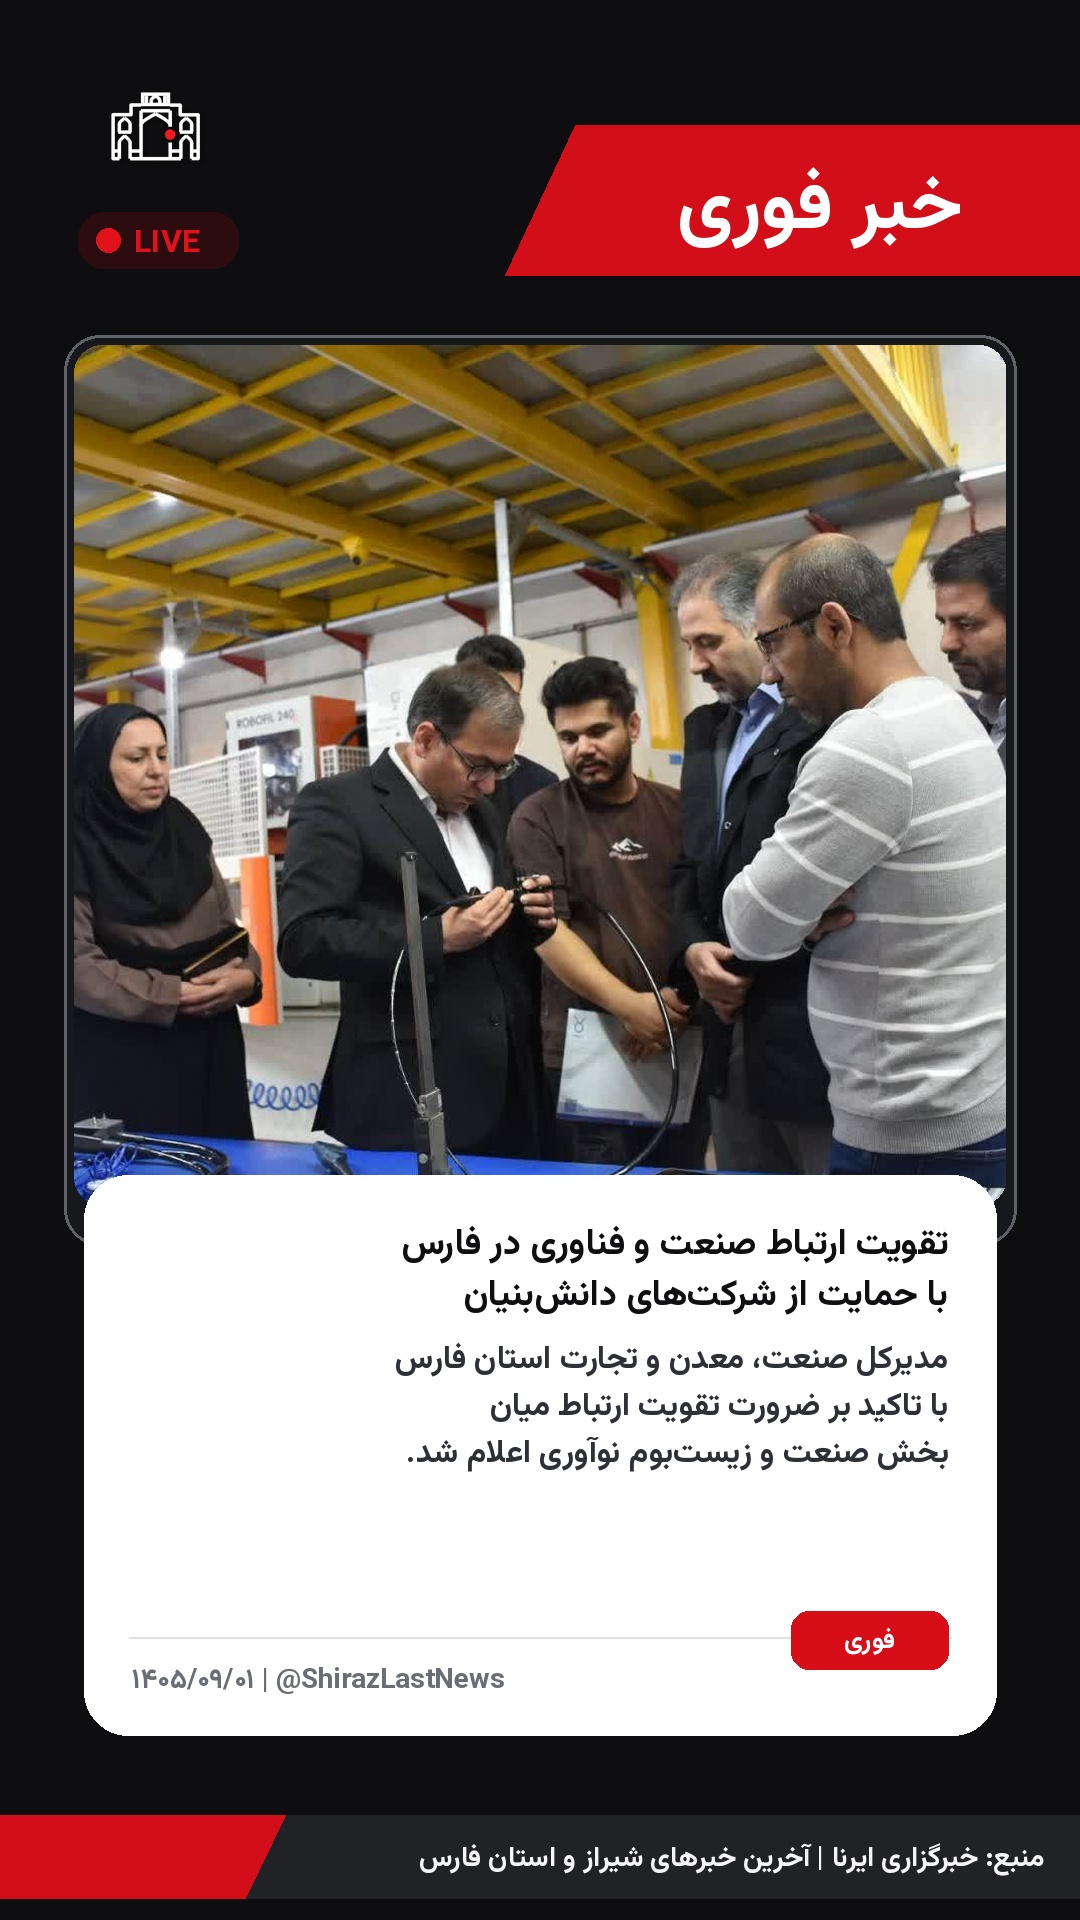 خبر فوری
LIVE
ROBOFIL 240
تقویت ارتباط صنعت و فناوری در فارس
با حمایت از شرکت‌های دانش‌بنیان
مدیرکل صنعت، معدن و تجارت استان فارس
با تاکید بر ضرورت تقویت ارتباط میان
بخش صنعت و زیست‌بوم نوآوری اعلام شد.
فوری
۱۴۰۵/۰۹/۰۱ | @ShirazLastNews
منبع: خبرگزاری ایرنا | آخرین خبرهای شیراز و استان فارس